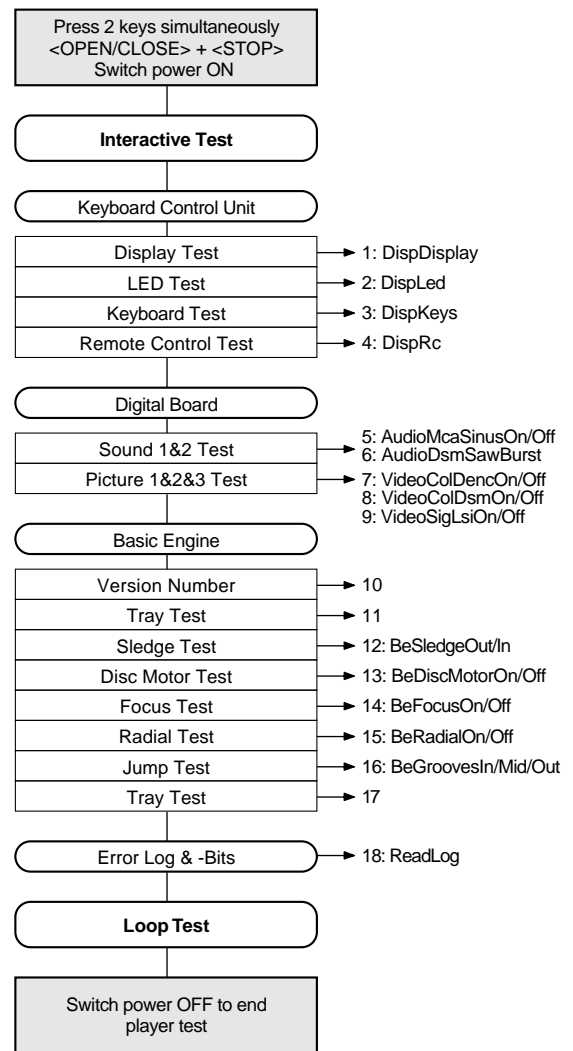 Press 2 keys simultaneously
<OPEN/CLOSE> + <STOP>
Switch power ON
Interactive Test
Keyboard Control Unit
Display Test
1: DispDisplay
LED Test
2: DispLed
Keyboard Test
3: DispKeys
Remote Control Test
4: DispRc
Digital Board
Sound 1&2 Test
5: AudioMcaSinusOn/Off
6: AudioDsmSawBurst
Picture 1&2&3 Test
7: VideoColDencOn/Off
8: VideoColDsmOn/Off
9: VideoSigLsiOn/Off
Basic Engine
Version Number
10
Tray Test
11
Sledge Test
12: BeSledgeOut/In
Disc Motor Test
13: BeDiscMotorOn/Off
Focus Test
14: BeFocusOn/Off
Radial Test
15: BeRadialOn/Off
Jump Test
16: BeGroovesIn/Mid/Out
Tray Test
17
Error Log & -Bits
18: ReadLog
Loop Test
Switch power OFF to end
player test